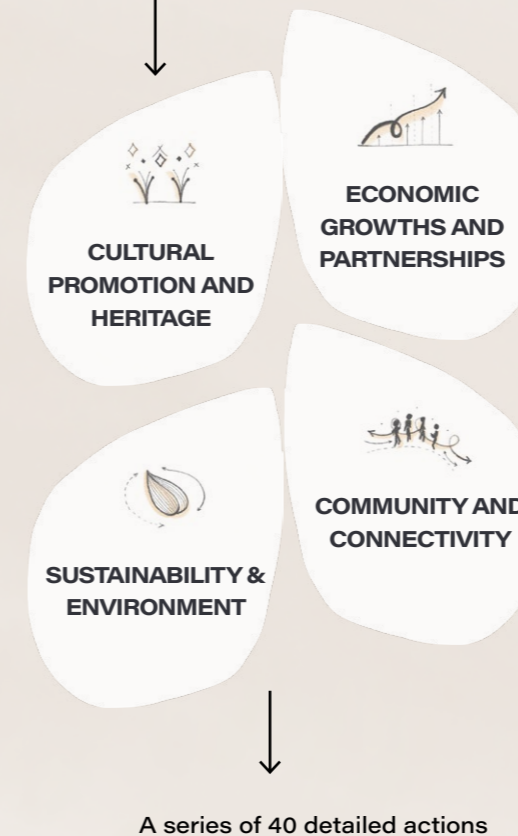 CULTURAL
PROMOTION AND
HERITAGE
ECONOMIC
GROWTHS AND
PARTNERSHIPS
SUSTAINABILITY &
ENVIRONMENT
COMMUNITY AND
CONNECTIVITY
A series of 40 detailed actions